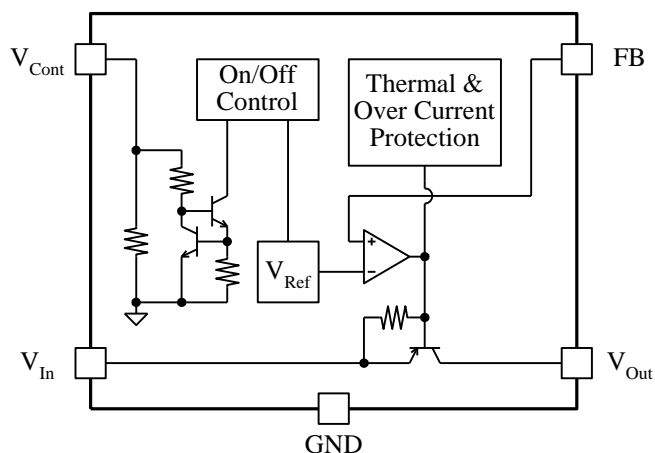 V_Cont
FB
On/Off
Control
Thermal &
Over Current
Protection
+
−
V_Ref
V_In
V_Out
GND